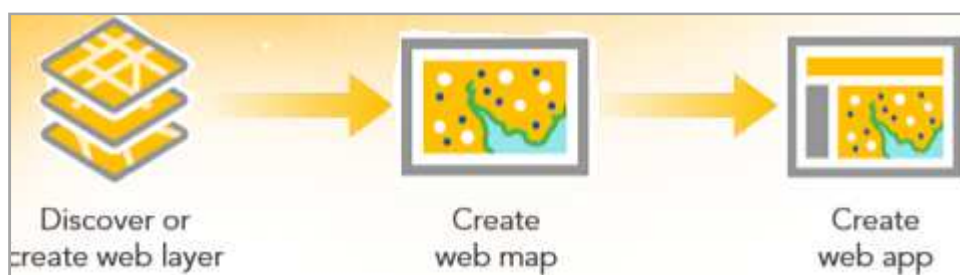 Discover or
create web layer
Create
web map
Create
web app